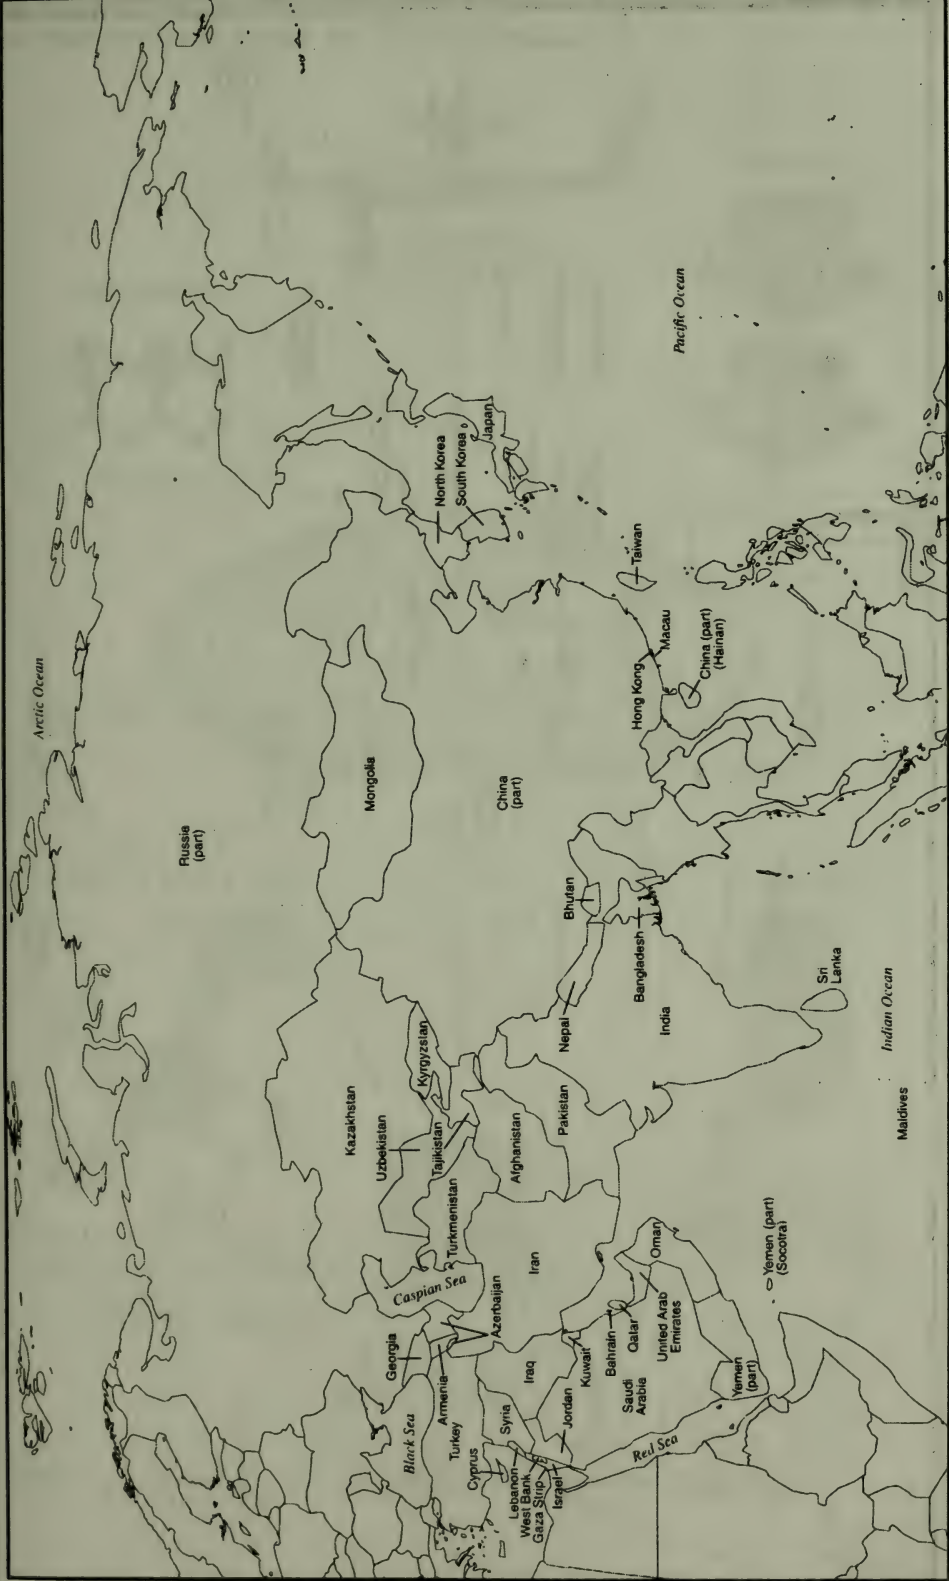 Arctic Ocean
Russia
(part)
Mongolia
China
(part)
Kazakhstan
Uzbekistan
Kyrgyzstan
Tajikistan
Turkmenistan
Caspian Sea
Georgia
Armenia
Azerbaijan
Black Sea
Turkey
Cyprus
Syria
Lebanon
West Bank
Gaza Strip
Israel
Jordan
Iraq
Iran
Kuwait
Bahrain
Qatar
United Arab
Emirates
Saudi
Arabia
Oman
Yemen
(part)
Yemen (part)
(Socotra)
Red Sea
Afghanistan
Pakistan
Nepal
Bhutan
Bangladesh
India
Sri
Lanka
Maldives
Indian Ocean
Hong Kong
Macau
China (part)
(Hainan)
Taiwan
North Korea
South Korea
Japan
Pacific Ocean